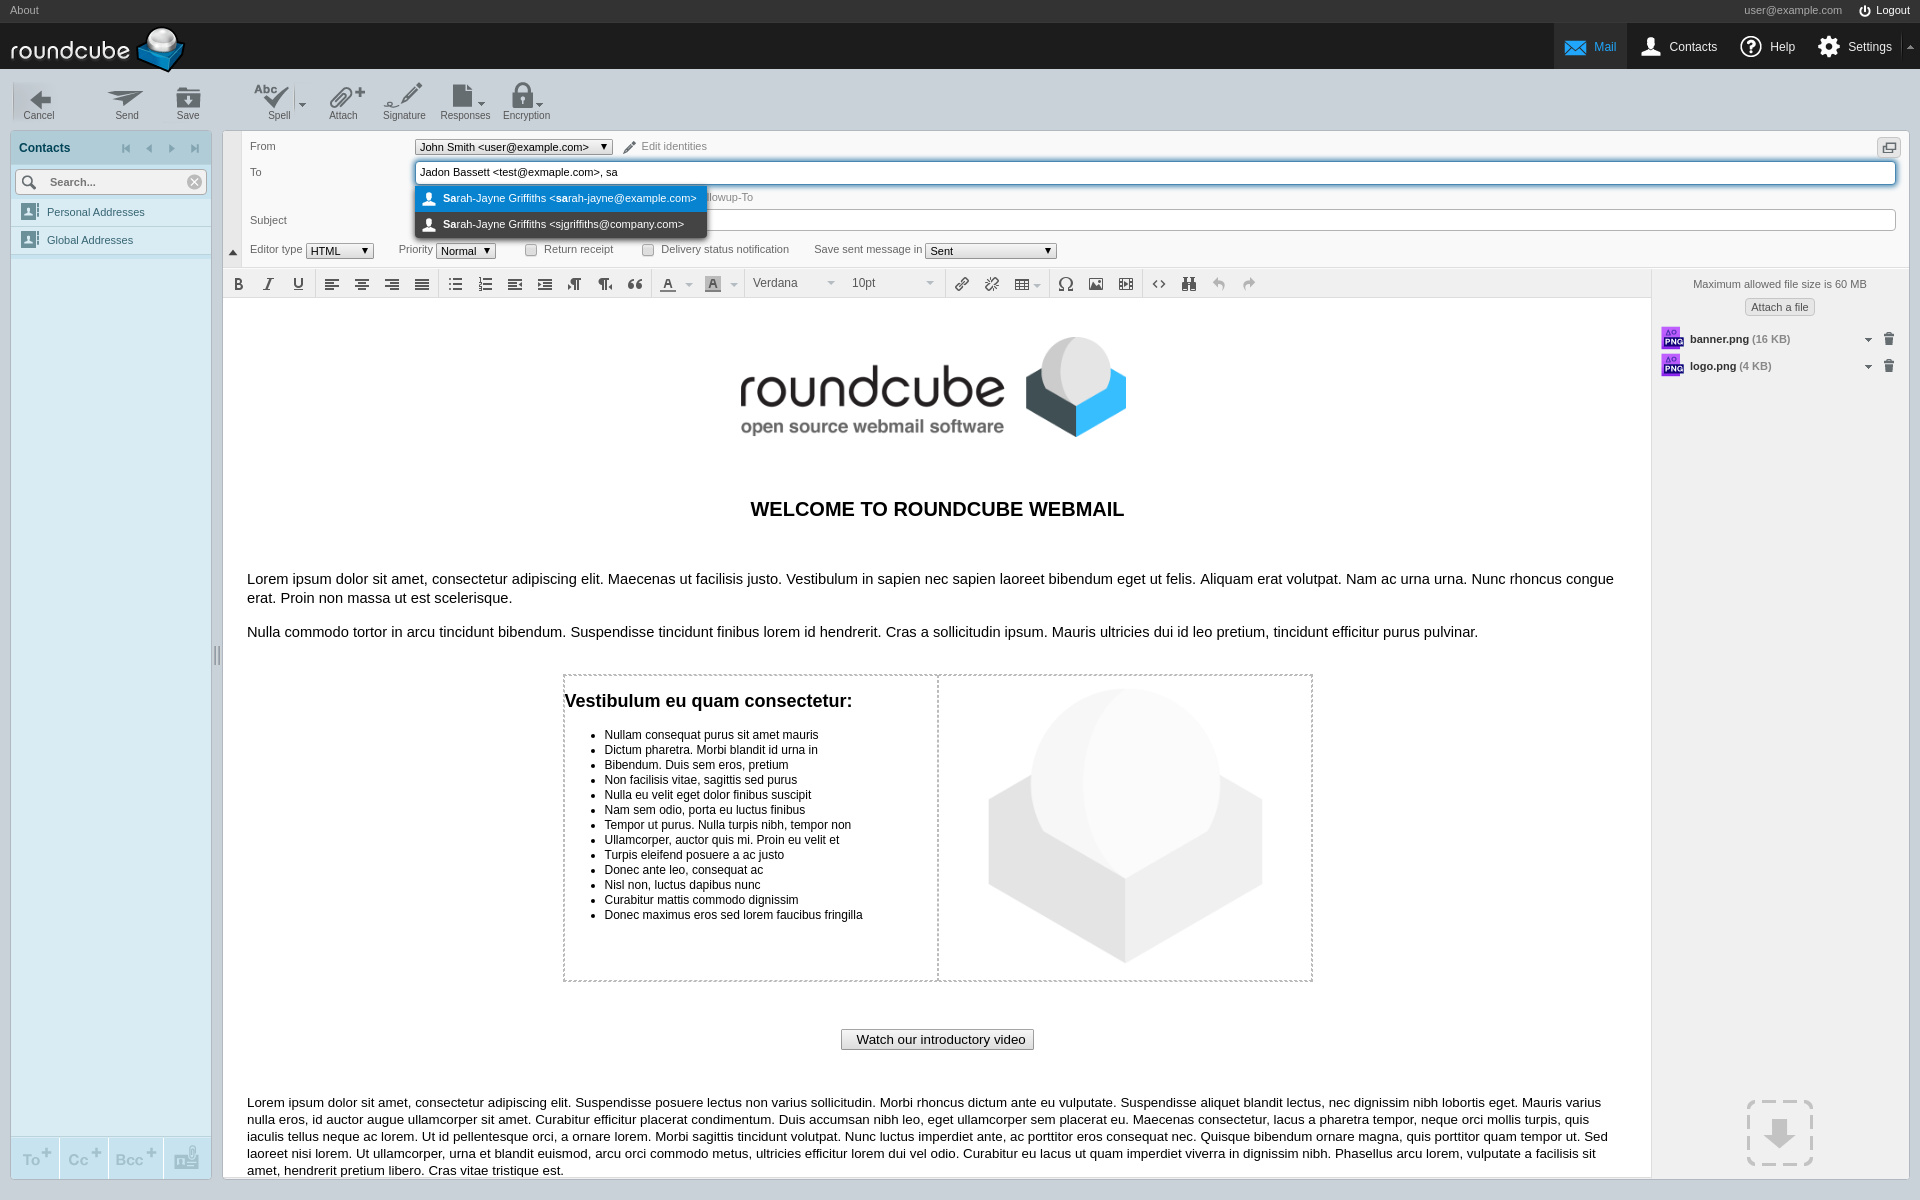 About
user@example.com
Logout
roundcube
Mail
Contacts
Help
Settings
Cancel
Send
Save
Abc
Spell
Attach
Signature
Responses
Encryption
Contacts
Search...
Personal Addresses
Global Addresses
To+
Cc+
Bcc+
From
John Smith <user@example.com>
Edit identities
To
Jadon Bassett <test@exmaple.com>, sa
Sarah-Jayne Griffiths <sarah-jayne@example.com>
llowup-To
Sarah-Jayne Griffiths <sjgriffiths@company.com>
Subject
Editor type HTML
Priority Normal
Return receipt
Delivery status notification
Save sent message in Sent
B I U
A
A
Verdana
10pt
Ω
Maximum allowed file size is 60 MB
Attach a file
PNG
banner.png (16 KB)
PNG
logo.png (4 KB)
roundcube
open source webmail software
WELCOME TO ROUNDCUBE WEBMAIL
Lorem ipsum dolor sit amet, consectetur adipiscing elit. Maecenas ut facilisis justo. Vestibulum in sapien nec sapien laoreet bibendum eget ut felis. Aliquam erat volutpat. Nam ac urna urna. Nunc rhoncus congue
erat. Proin non massa ut est scelerisque.
Nulla commodo tortor in arcu tincidunt bibendum. Suspendisse tincidunt finibus lorem id hendrerit. Cras a sollicitudin ipsum. Mauris ultricies dui id leo pretium, tincidunt efficitur purus pulvinar.
Vestibulum eu quam consectetur:
• Nullam consequat purus sit amet mauris
• Dictum pharetra. Morbi blandit id urna in
• Bibendum. Duis sem eros, pretium
• Non facilisis vitae, sagittis sed purus
• Nulla eu velit eget dolor finibus suscipit
• Nam sem odio, porta eu luctus finibus
• Tempor ut purus. Nulla turpis nibh, tempor non
• Ullamcorper, auctor quis mi. Proin eu velit et
• Turpis eleifend posuere a ac justo
• Donec ante leo, consequat ac
• Nisl non, luctus dapibus nunc
• Curabitur mattis commodo dignissim
• Donec maximus eros sed lorem faucibus fringilla
Watch our introductory video
Lorem ipsum dolor sit amet, consectetur adipiscing elit. Suspendisse posuere lectus non varius sollicitudin. Morbi rhoncus dictum ante eu vulputate. Suspendisse aliquet blandit lectus, nec dignissim nibh lobortis eget. Mauris varius
nulla eros, id auctor augue ullamcorper sit amet. Curabitur efficitur placerat condimentum. Duis accumsan nibh leo, eget ullamcorper sem placerat eu. Maecenas consectetur, lacus a pharetra tempor, neque orci mollis turpis, quis
iaculis tellus neque ac lorem. Ut id pellentesque orci, a ornare lorem. Morbi sagittis tincidunt volutpat. Nunc luctus imperdiet ante, ac porttitor eros consequat nec. Quisque bibendum ornare magna, quis porttitor quam tempor ut. Sed
laoreet nisi lorem. Ut ullamcorper, urna et blandit euismod, arcu orci commodo metus, ultricies efficitur lorem dui vel odio. Curabitur eu lacus ut quam imperdiet viverra in dignissim nibh. Phasellus arcu lorem, vulputate a facilisis sit
amet, hendrerit pretium libero. Cras vitae tristique est.